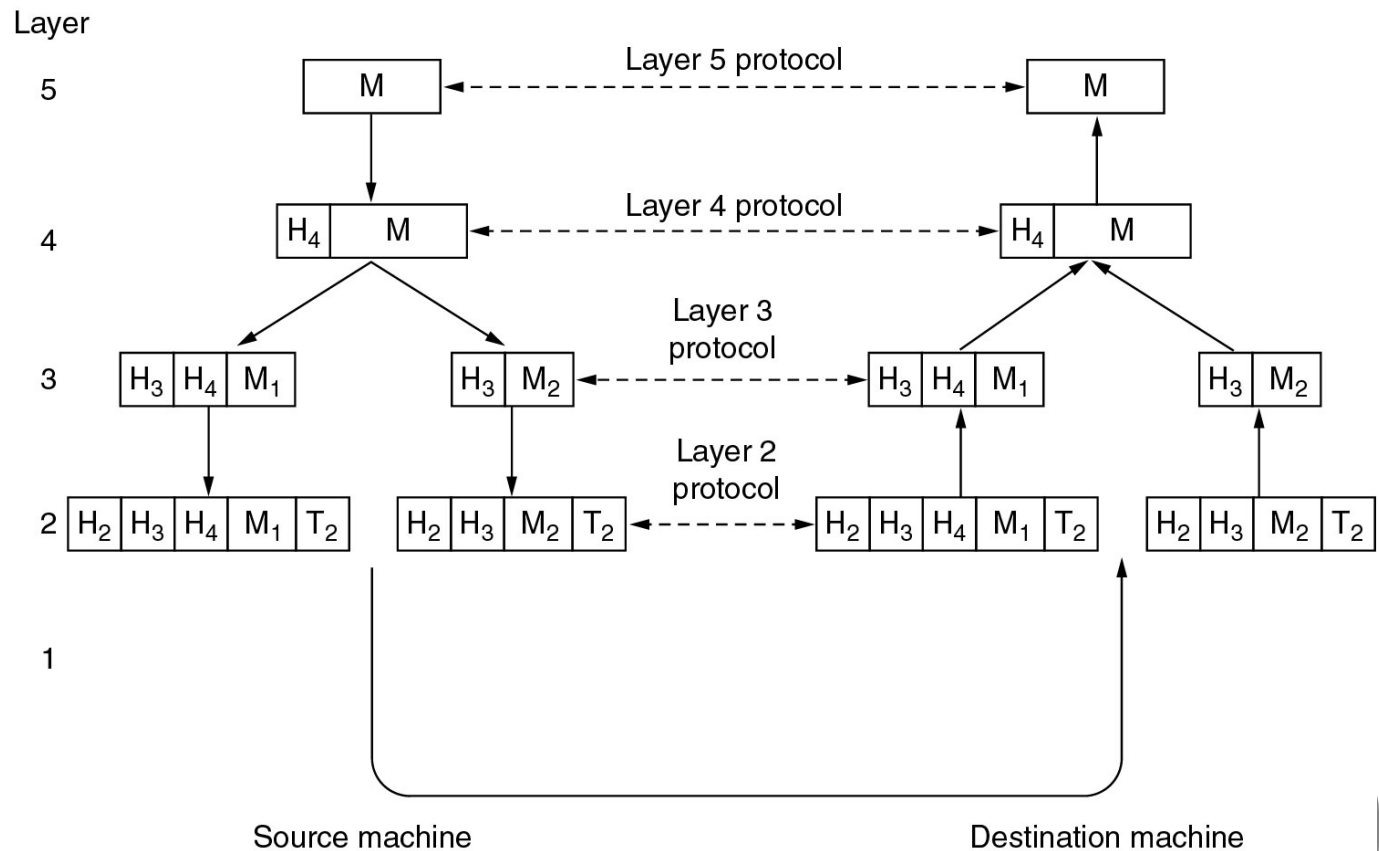 Layer
5 M Layer 5 protocol M
4 H₄ M Layer 4 protocol H₄ M
Layer 3
protocol
3 H₃ H₄ M₁ H₃ M₂ H₃ H₄ M₁ H₃ M₂
Layer 2
protocol
2 H₂ H₃ H₄ M₁ T₂ H₂ H₃ M₂ T₂ H₂ H₃ H₄ M₁ T₂ H₂ H₃ M₂ T₂
1
Source machine Destination machine